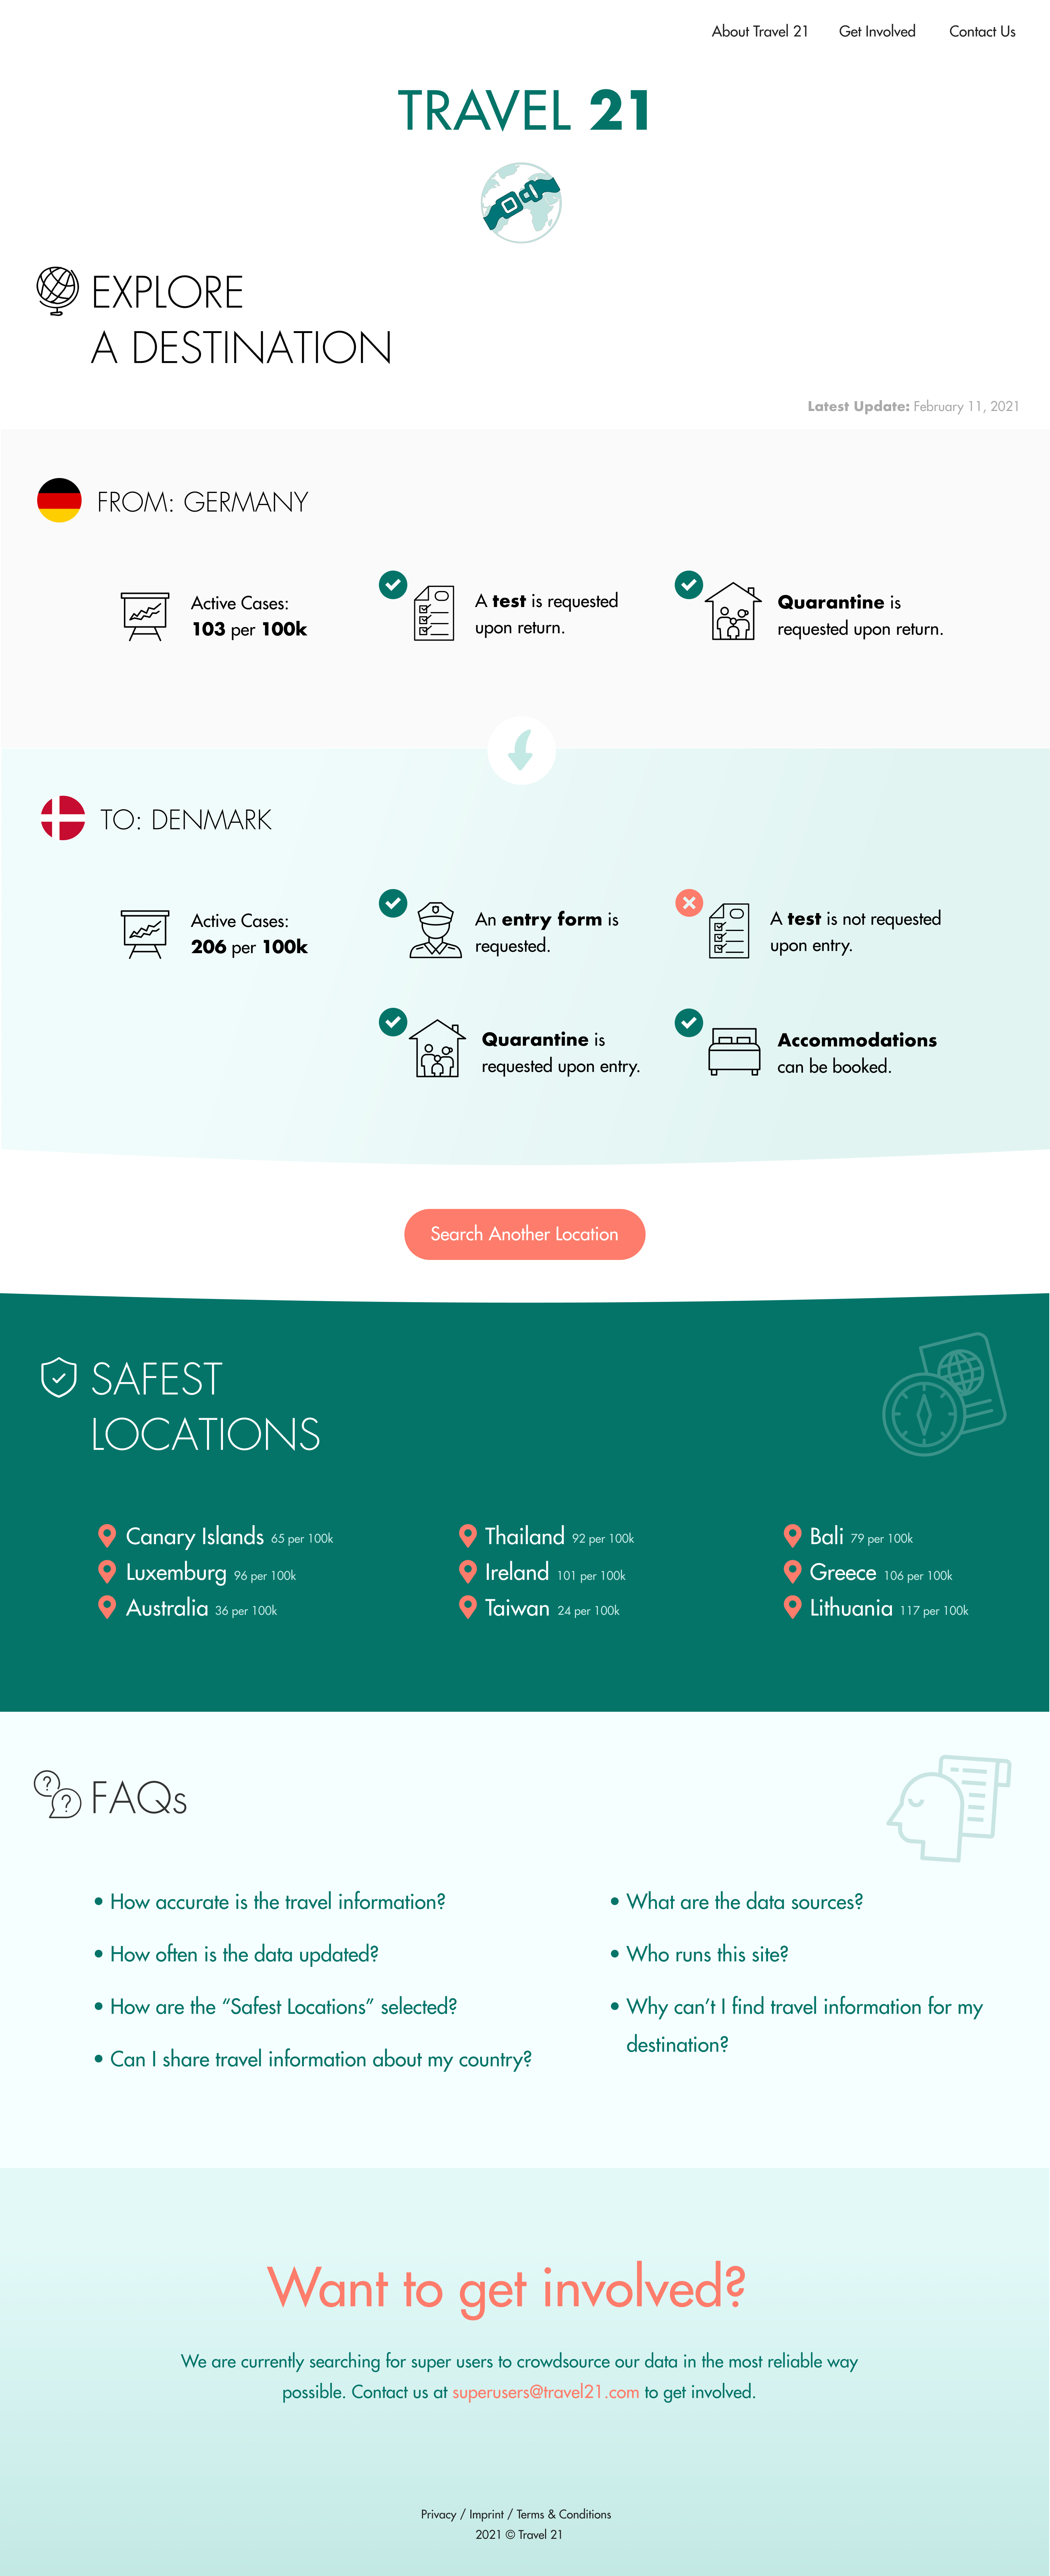 About Travel 21 Get Involved Contact Us
TRAVEL 21
EXPLORE
A DESTINATION
Latest Update: February 11, 2021
FROM: GERMANY
Active Cases:
103 per 100k
A test is requested
upon return.
Quarantine is
requested upon return.
TO: DENMARK
Active Cases:
206 per 100k
An entry form is
requested.
A test is not requested
upon entry.
Quarantine is
requested upon entry.
Accommodations
can be booked.
Search Another Location
SAFEST
LOCATIONS
Canary Islands 65 per 100k
Luxemburg 96 per 100k
Australia 36 per 100k
Thailand 92 per 100k
Ireland 101 per 100k
Taiwan 24 per 100k
Bali 79 per 100k
Greece 106 per 100k
Lithuania 117 per 100k
? ? FAQs
• How accurate is the travel information?
• How often is the data updated?
• How are the “Safest Locations” selected?
• Can I share travel information about my country?
• What are the data sources?
• Who runs this site?
• Why can’t I find travel information for my
destination?
Want to get involved?
We are currently searching for super users to crowdsource our data in the most reliable way
possible. Contact us at superusers@travel21.com to get involved.
Privacy / Imprint / Terms & Conditions
2021 © Travel 21